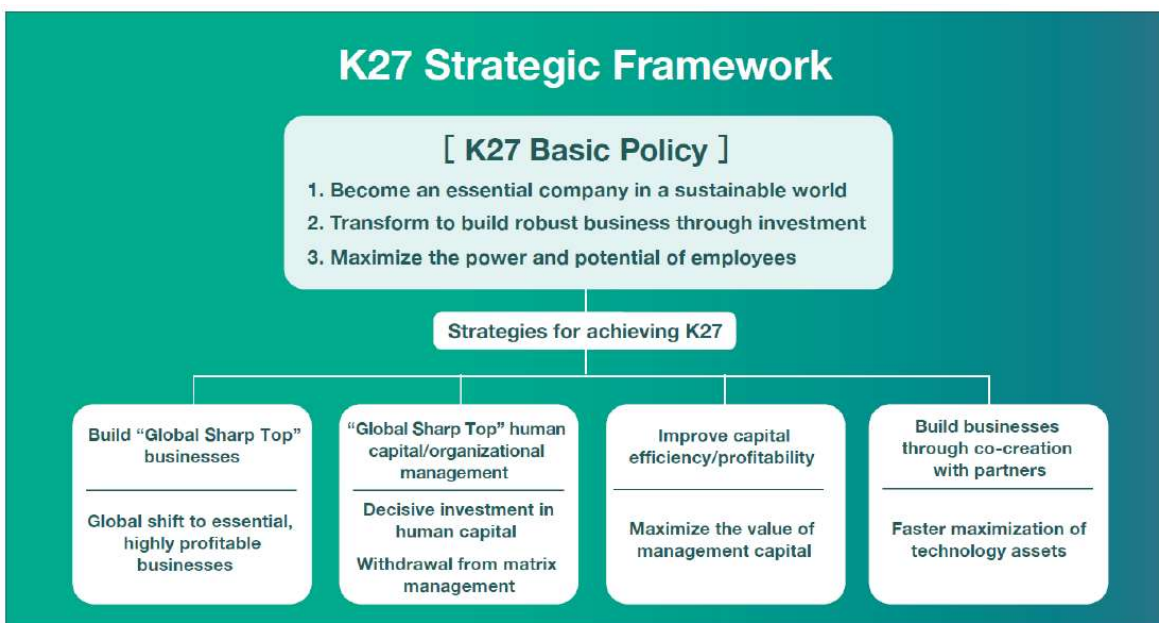 K27 Strategic Framework
[ K27 Basic Policy ]
1. Become an essential company in a sustainable world
2. Transform to build robust business through investment
3. Maximize the power and potential of employees
Strategies for achieving K27
Build “Global Sharp Top”
businesses
Global shift to essential,
highly profitable
businesses
“Global Sharp Top” human
capital/organizational
management
Decisive investment in
human capital
Withdrawal from matrix
management
Improve capital
efficiency/profitability
Maximize the value of
management capital
Build businesses
through co-creation
with partners
Faster maximization of
technology assets